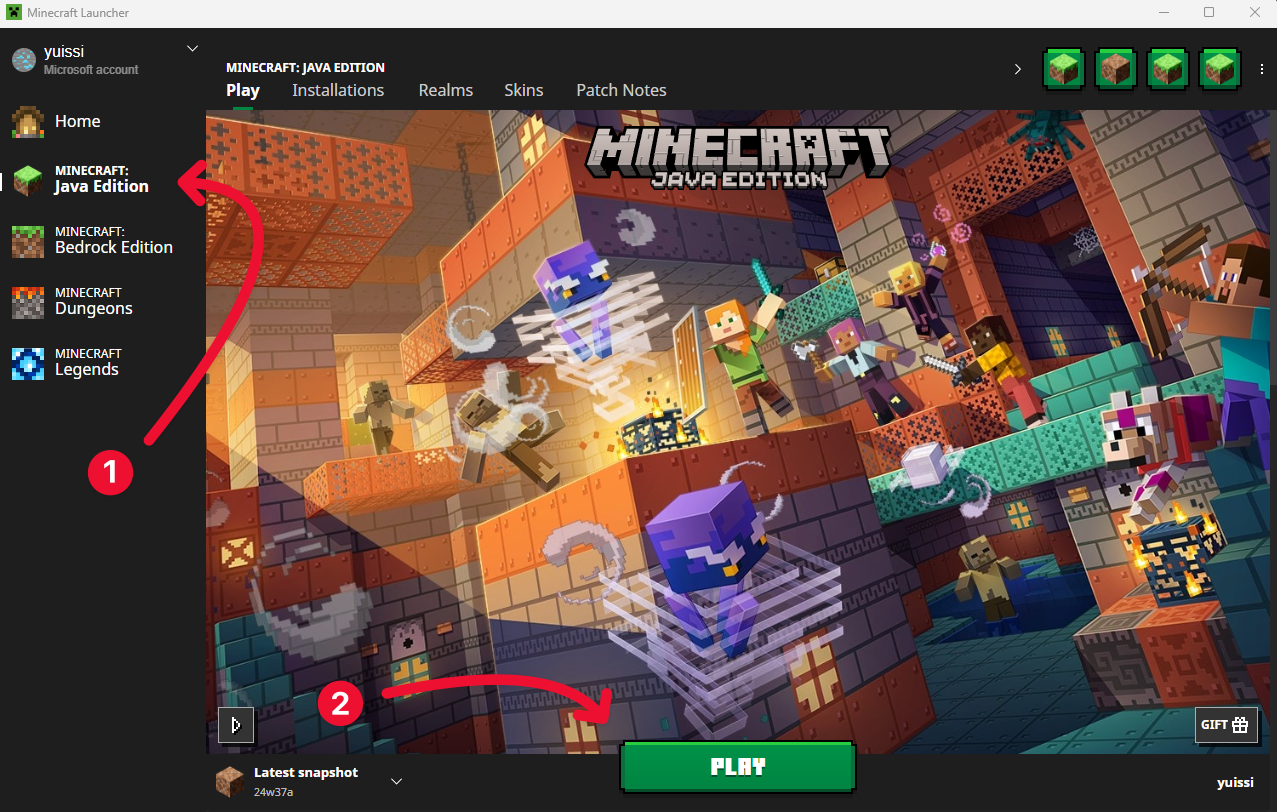 Minecraft Launcher
yuissi
Microsoft account
MINECRAFT: JAVA EDITION
Play Installations Realms Skins Patch Notes
Home
MINECRAFT:
Java Edition
MINECRAFT:
Bedrock Edition
MINECRAFT
Dungeons
MINECRAFT
Legends
MINECRAFT
JAVA EDITION
1
2
GIFT
PLAY
Latest snapshot
24w37a
yuissi